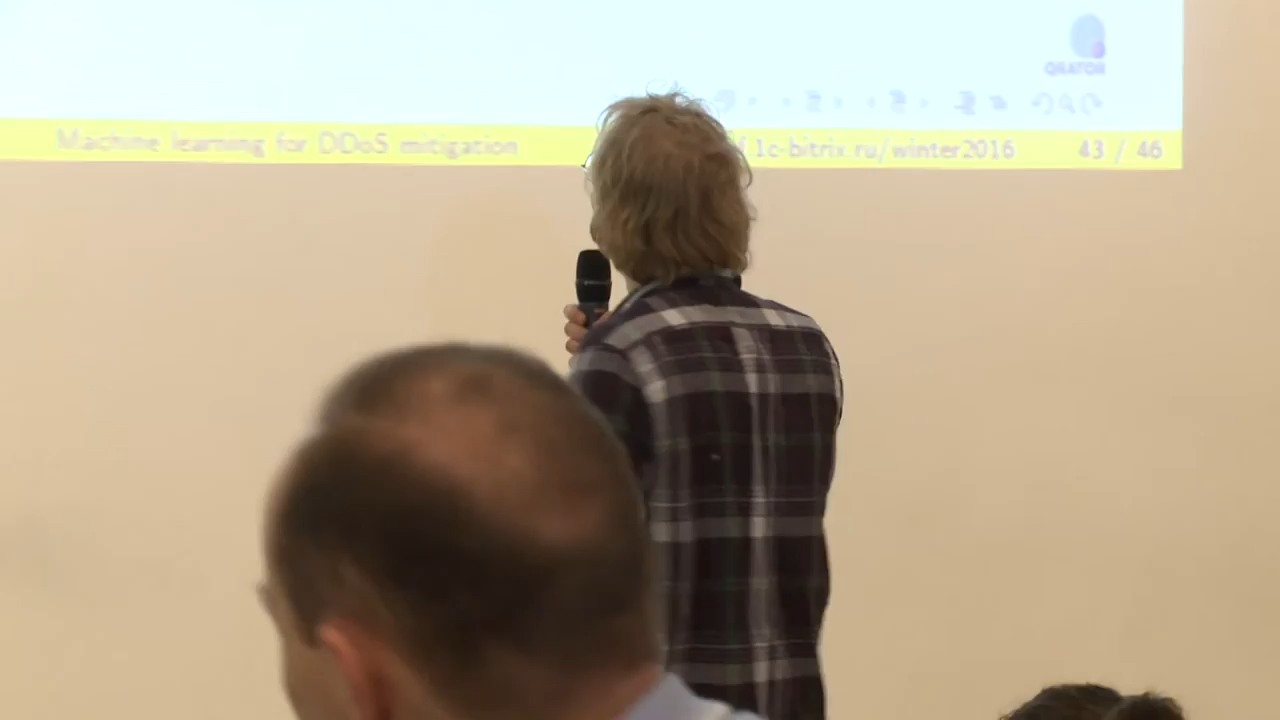 QRATOR
Machine learning for DDoS mitigation
1c-bitrix.ru/winter2016
43 / 46